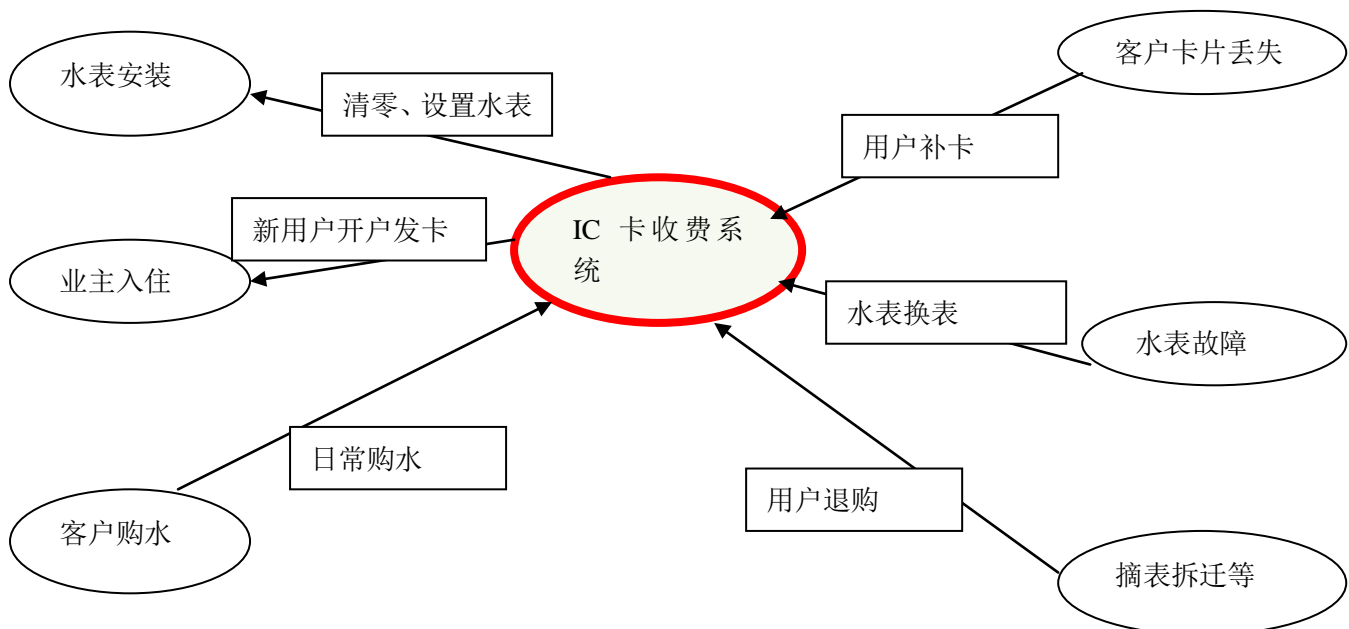 客户卡片丢失
水表安装
清零、设置水表
用户补卡
新用户开户发卡
IC 卡收费系
统
业主入住
水表换表
水表故障
日常购水
用户退购
客户购水
摘表拆迁等